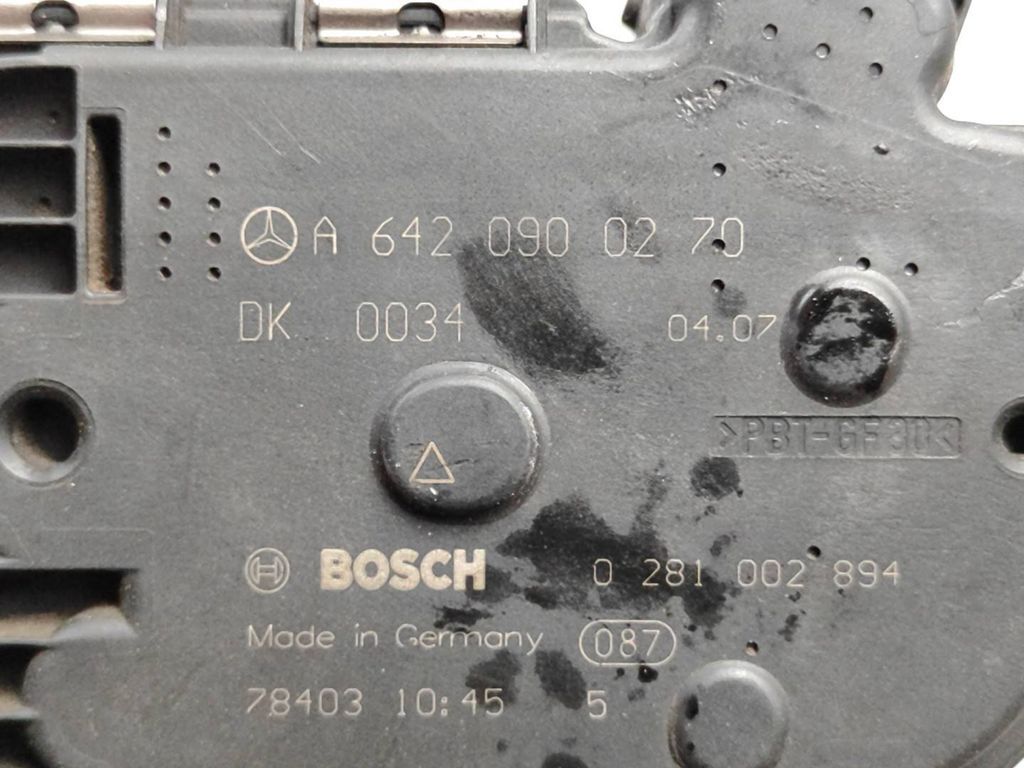 A 642 090 02 70
DK 0034 04.07
>PBT-GF30<
BOSCH 0 281 002 894
Made in Germany 087
78403 10:45 5